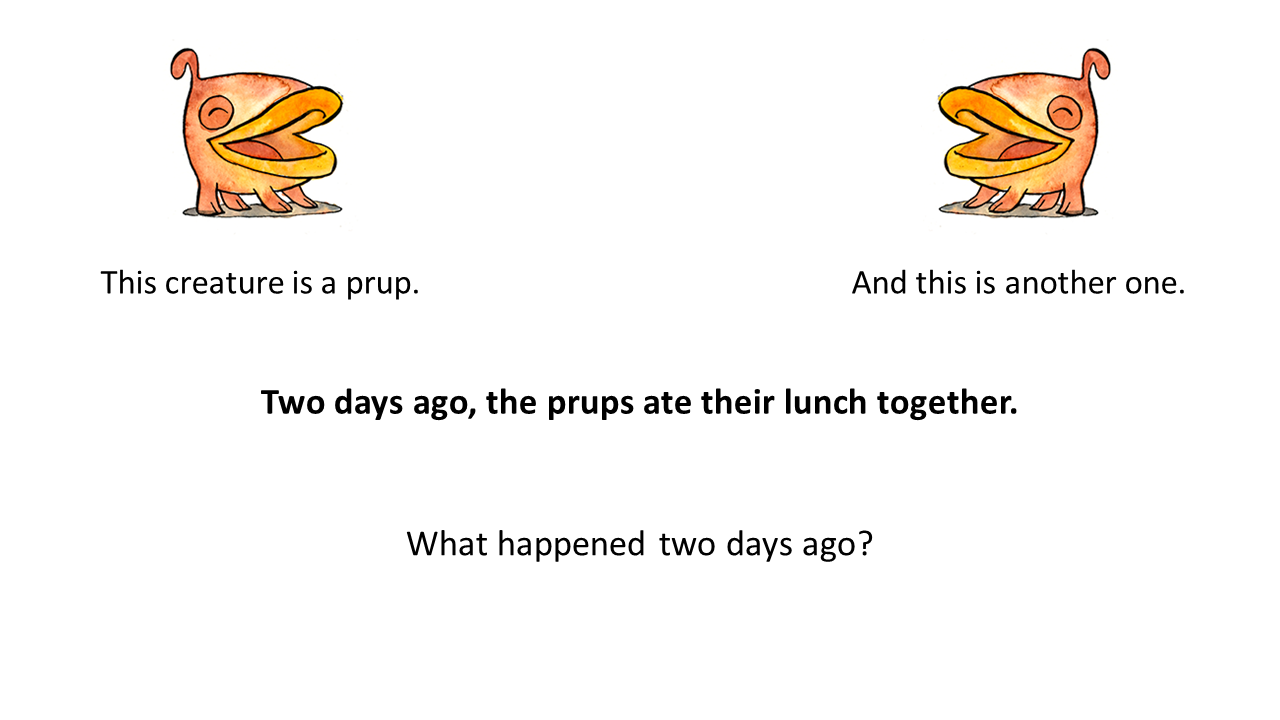 This creature is a prup.
And this is another one.
Two days ago, the prups ate their lunch together.
What happened two days ago?